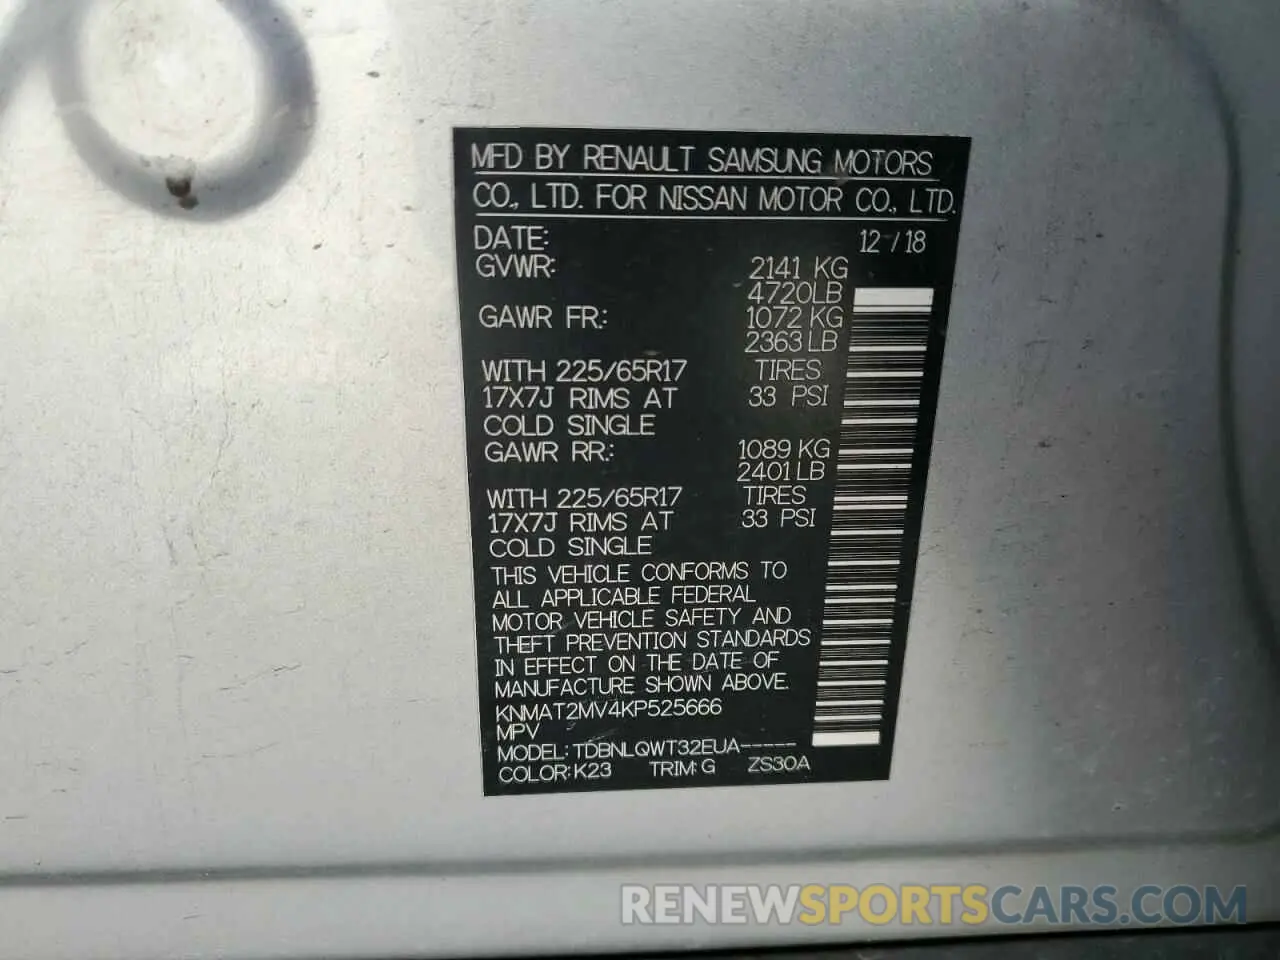 MFD BY RENAULT SAMSUNG MOTORS
CO., LTD. FOR NISSAN MOTOR CO., LTD.
DATE: 12 / 18
GVWR: 2141 KG
4720LB
GAWR FR.: 1072 KG
2363 LB
WITH 225/65R17 TIRES
17X7J RIMS AT 33 PSI
COLD SINGLE
GAWR RR.: 1089 KG
2401 LB
WITH 225/65R17 TIRES
17X7J RIMS AT 33 PSI
COLD SINGLE
THIS VEHICLE CONFORMS TO
ALL APPLICABLE FEDERAL
MOTOR VEHICLE SAFETY AND
THEFT PREVENTION STANDARDS
IN EFFECT ON THE DATE OF
MANUFACTURE SHOWN ABOVE.
KNMAT2MV4KP525666
MPV
MODEL: TDBNLQWT32EUA-----
COLOR: K23 TRIM: G ZS30A
RENEWSPORTSCARS.COM